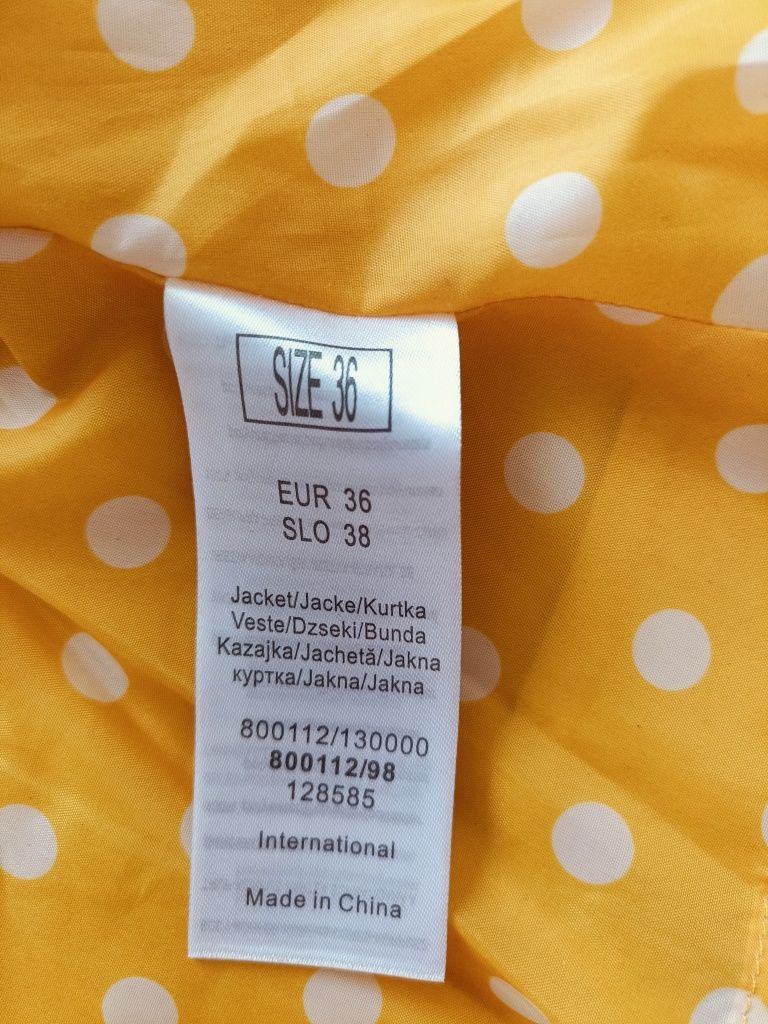 SIZE 36
EUR 36
SLO 38
Jacket/Jacke/Kurtka
Veste/Dzseki/Bunda
Kazajka/Jachetă/Jakna
куртка/Jakna/Jakna
800112/130000
800112/98
128585
International
Made in China